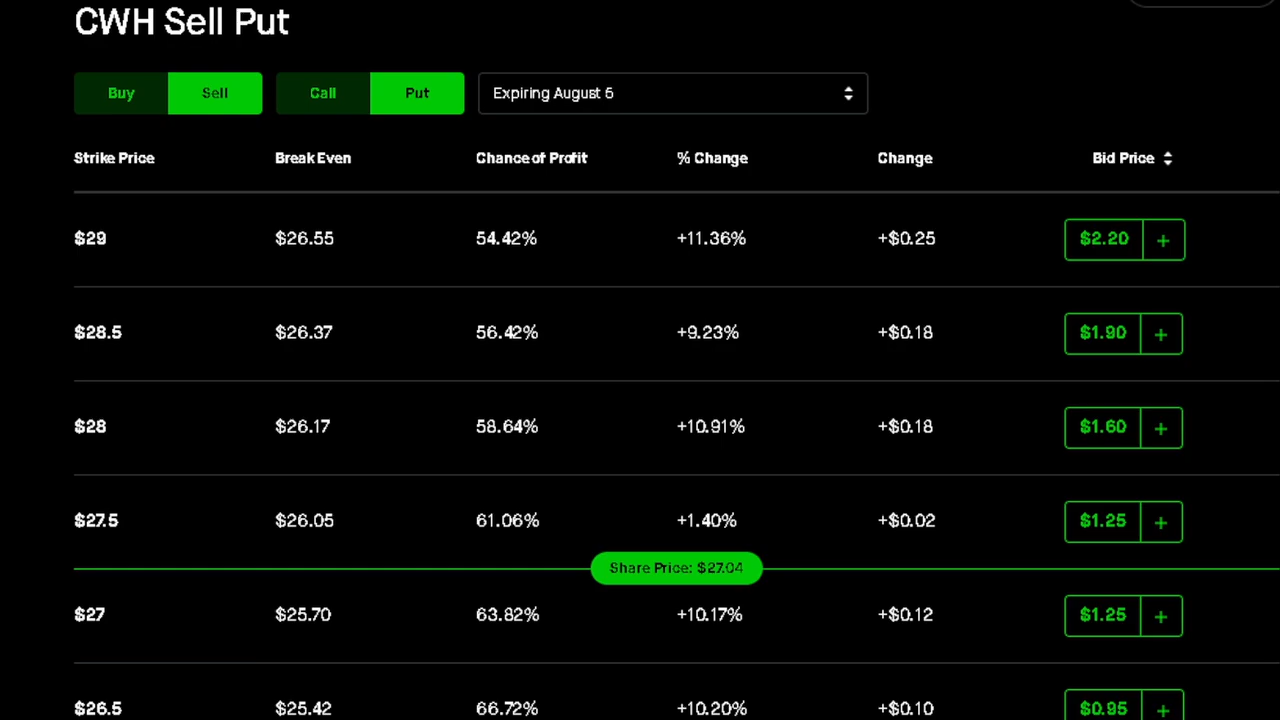 CWH Sell Put
Buy Sell Call Put Expiring August 5
Strike Price Break Even Chance of Profit % Change Change Bid Price
$29 $26.55 54.42% +11.36% +$0.25 $2.20 +
$28.5 $26.37 56.42% +9.23% +$0.18 $1.90 +
$28 $26.17 58.64% +10.91% +$0.18 $1.60 +
$27.5 $26.05 61.06% +1.40% +$0.02 $1.25 +
Share Price: $27.04
$27 $25.70 63.82% +10.17% +$0.12 $1.25 +
$26.5 $25.42 66.72% +10.20% +$0.10 $0.95 +